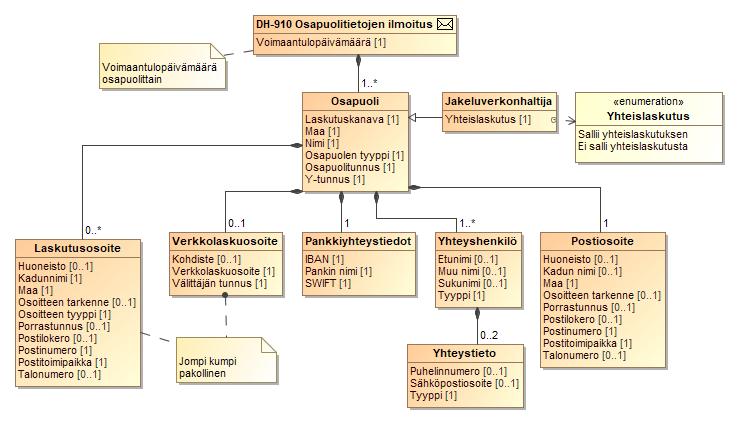 DH-910 Osapuolitietojen ilmoitus
Voimaantulopäivämäärä [1]
Voimaantulopäivämäärä
osapuolittain
1..*
Osapuoli
Laskutuskanava [1]
Maa [1]
Nimi [1]
Osapuolen tyyppi [1]
Osapuolitunnus [1]
Y-tunnus [1]
Jakeluverkonhaltija
Yhteislaskutus [1]
«enumeration»
Yhteislaskutus
Sallii yhteislaskutuksen
Ei salli yhteislaskutusta
0..*
0..1
1
1..*
1
Laskutusosoite
Huoneisto [0..1]
Kadunnimi [1]
Maa [1]
Osoitteen tarkenne [0..1]
Osoitteen tyyppi [1]
Porrastunnus [0..1]
Postilokero [0..1]
Postinumero [1]
Postitoimipaikka [1]
Talonumero [0..1]
Verkkolaskuosoite
Kohdiste [0..1]
Verkkolaskuosoite [1]
Välittäjän tunnus [1]
Pankkiyhteystiedot
IBAN [1]
Pankin nimi [1]
SWIFT [1]
Yhteyshenkilö
Etunimi [0..1]
Muu nimi [0..1]
Sukunimi [0..1]
Tyyppi [1]
Postiosoite
Huoneisto [0..1]
Kadun nimi [0..1]
Maa [1]
Osoitteen tarkenne [0..1]
Porrastunnus [0..1]
Postilokero [0..1]
Postinumero [1]
Postitoimipaikka [1]
Talonumero [0..1]
Jompi kumpi
pakollinen
0..2
Yhteystieto
Puhelinnumero [0..1]
Sähköpostiosoite [0..1]
Tyyppi [1]